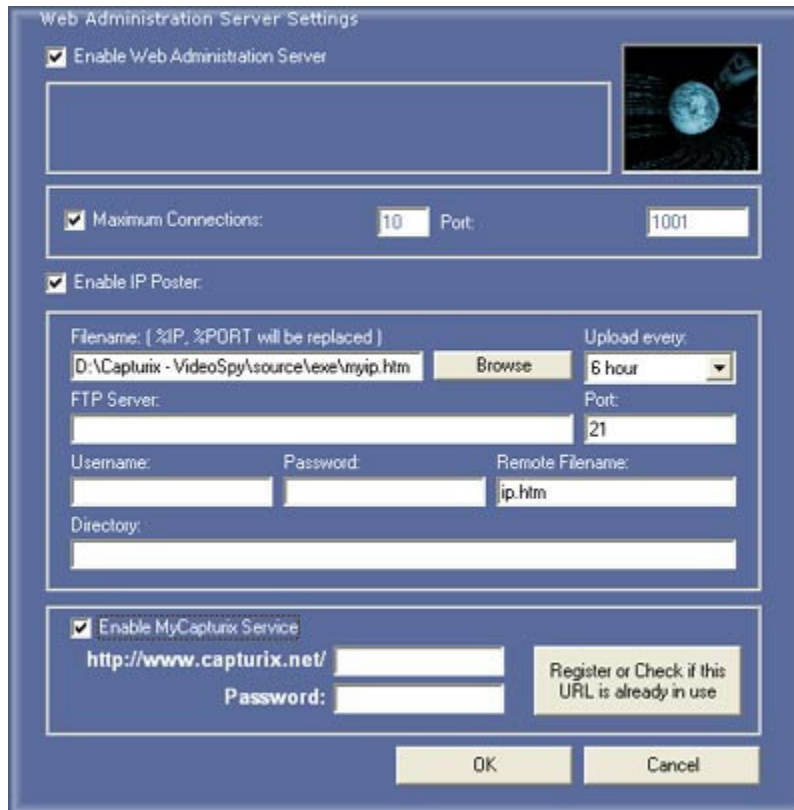 Web Administration Server Settings
Enable Web Administration Server
Maximum Connections: 10 Port: 1001
Enable IP Poster:
Filename: ( %IP, %PORT will be replaced ) Upload every:
D:\Capturix - VideoSpy\source\exe\myip.htm Browse 6 hour
FTP Server: Port:
21
Username: Password: Remote Filename:
ip.htm
Directory:
Enable MyCapturix Service
http://www.capturix.net/
Password:
Register or Check if this
URL is already in use
OK Cancel